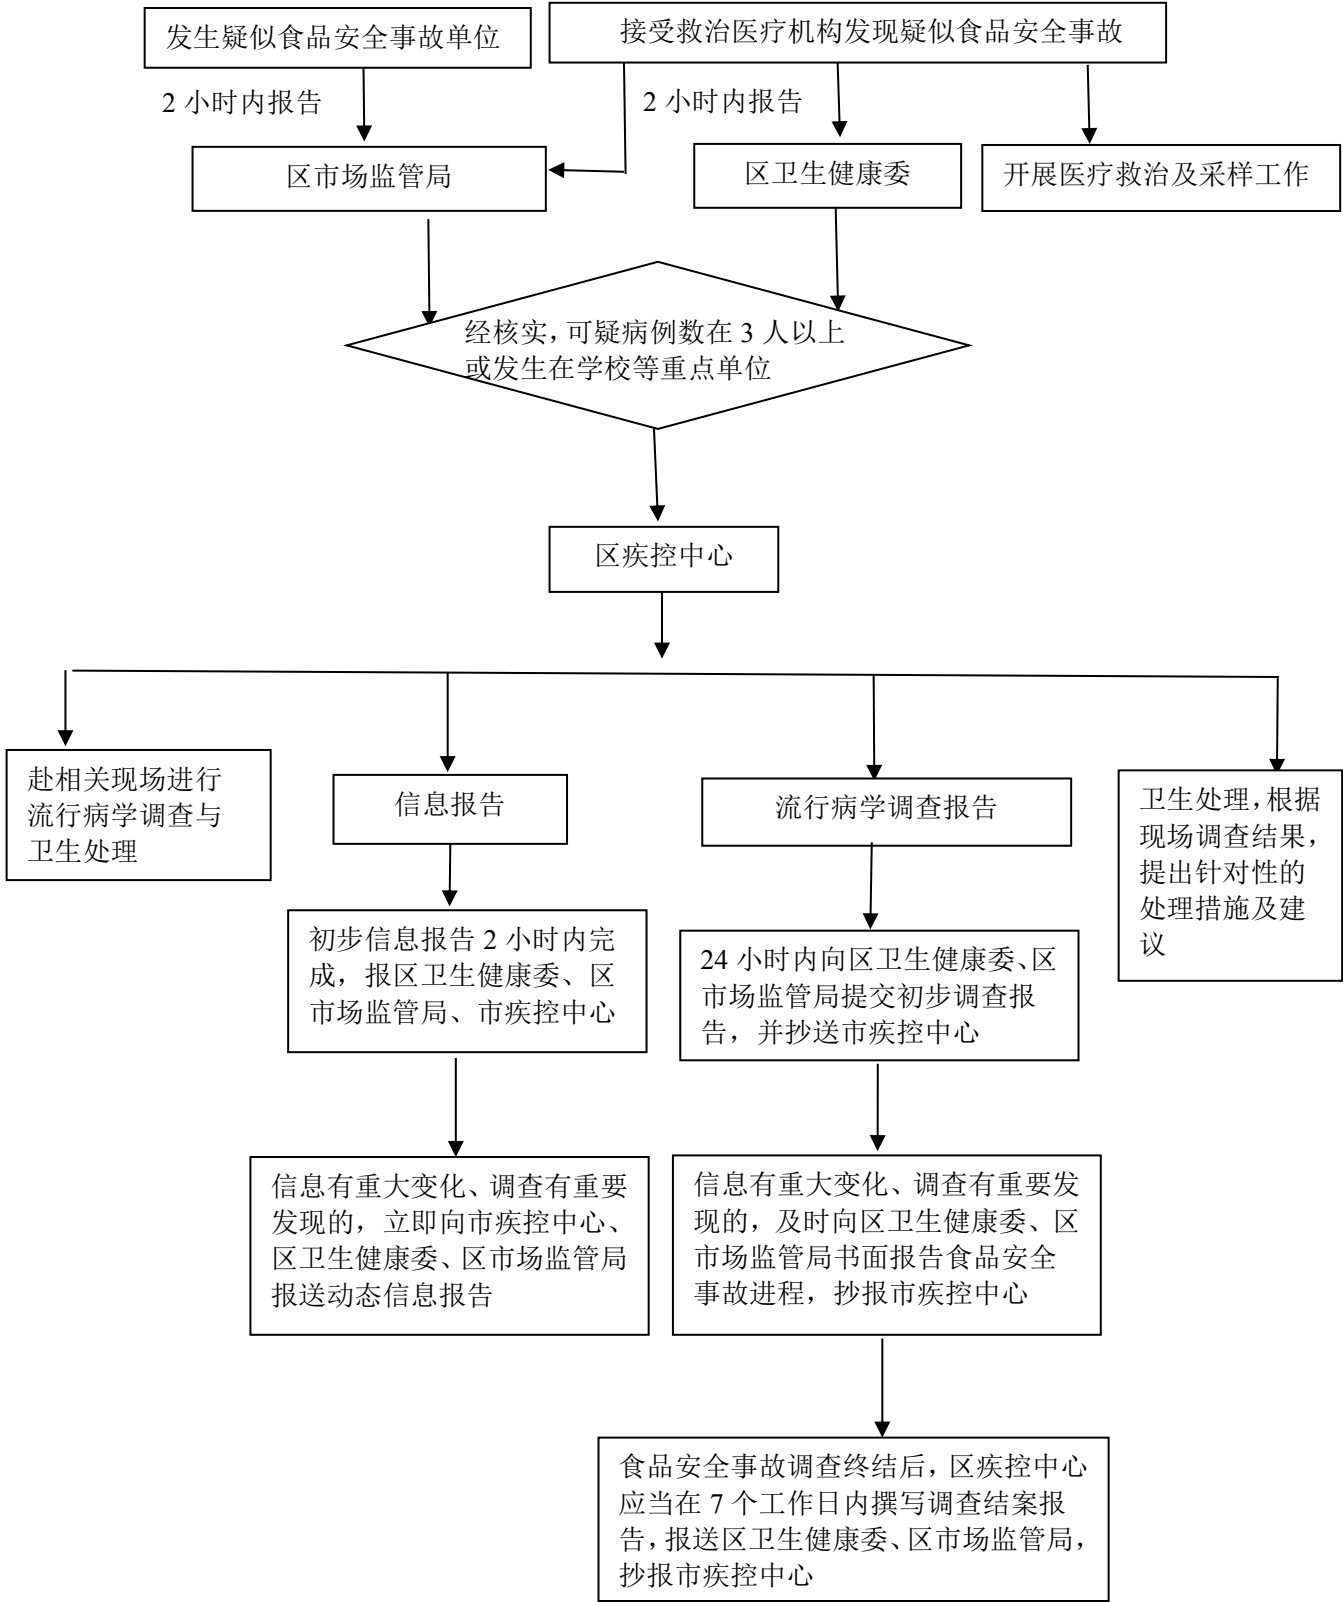 发生疑似食品安全事故单位
接受救治医疗机构发现疑似食品安全事故
2 小时内报告
2 小时内报告
区市场监管局
区卫生健康委
开展医疗救治及采样工作
经核实，可疑病例数在 3 人以上
或发生在学校等重点单位
区疾控中心
赴相关现场进行
流行病学调查与
卫生处理
信息报告
流行病学调查报告
卫生处理，根据
现场调查结果，
提出针对性的
处理措施及建
议
初步信息报告 2 小时内完
成，报区卫生健康委、区
市场监管局、市疾控中心
24 小时内向区卫生健康委、区
市场监管局提交初步调查报
告，并抄送市疾控中心
信息有重大变化、调查有重要
发现的，立即向市疾控中心、
区卫生健康委、区市场监管局
报送动态信息报告
信息有重大变化、调查有重要发
现的，及时向区卫生健康委、区
市场监管局书面报告食品安全
事故进程，抄报市疾控中心
食品安全事故调查终结后，区疾控中心
应当在 7 个工作日内撰写调查结案报
告，报送区卫生健康委、区市场监管局，
抄报市疾控中心